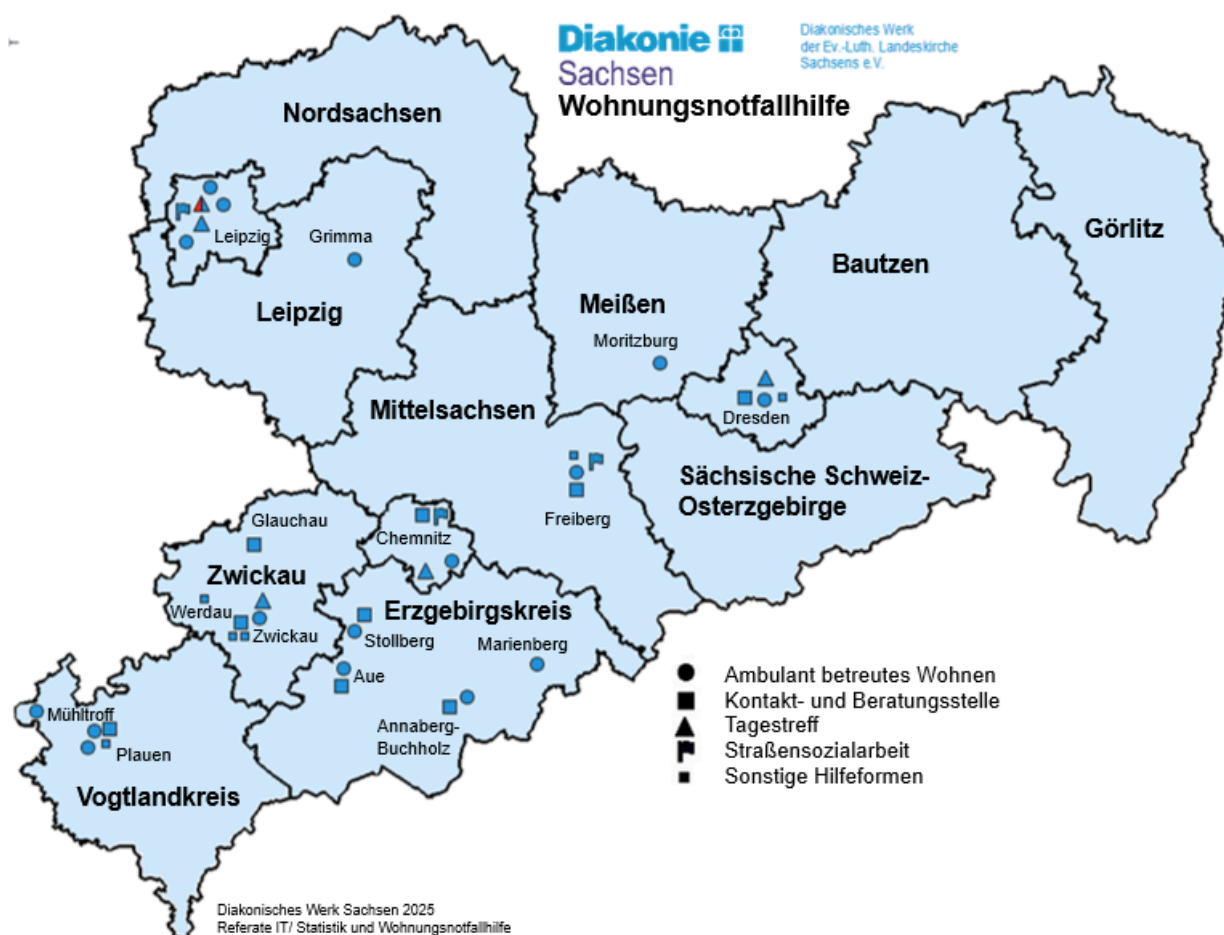 Diakonie
Sachsen
Wohnungsnotfallhilfe
Diakonisches Werk
der Ev.-Luth. Landeskirche
Sachsens e.V.
Nordsachsen
Leipzig
Grimma
Leipzig
Meißen
Moritzburg
Bautzen
Görlitz
Dresden
Mittelsachsen
Sächsische Schweiz-
Osterzgebirge
Freiberg
Glauchau
Chemnitz
Zwickau
Werdau
Zwickau
Erzgebirgskreis
Stollberg
Marienberg
Aue
Annaberg-
Buchholz
Mühltroff
Plauen
Vogtlandkreis
Ambulant betreutes Wohnen
Kontakt- und Beratungsstelle
Tagestreff
Straßensozialarbeit
Sonstige Hilfeformen
Diakonisches Werk Sachsen 2025
Referate IT/ Statistik und Wohnungsnotfallhilfe